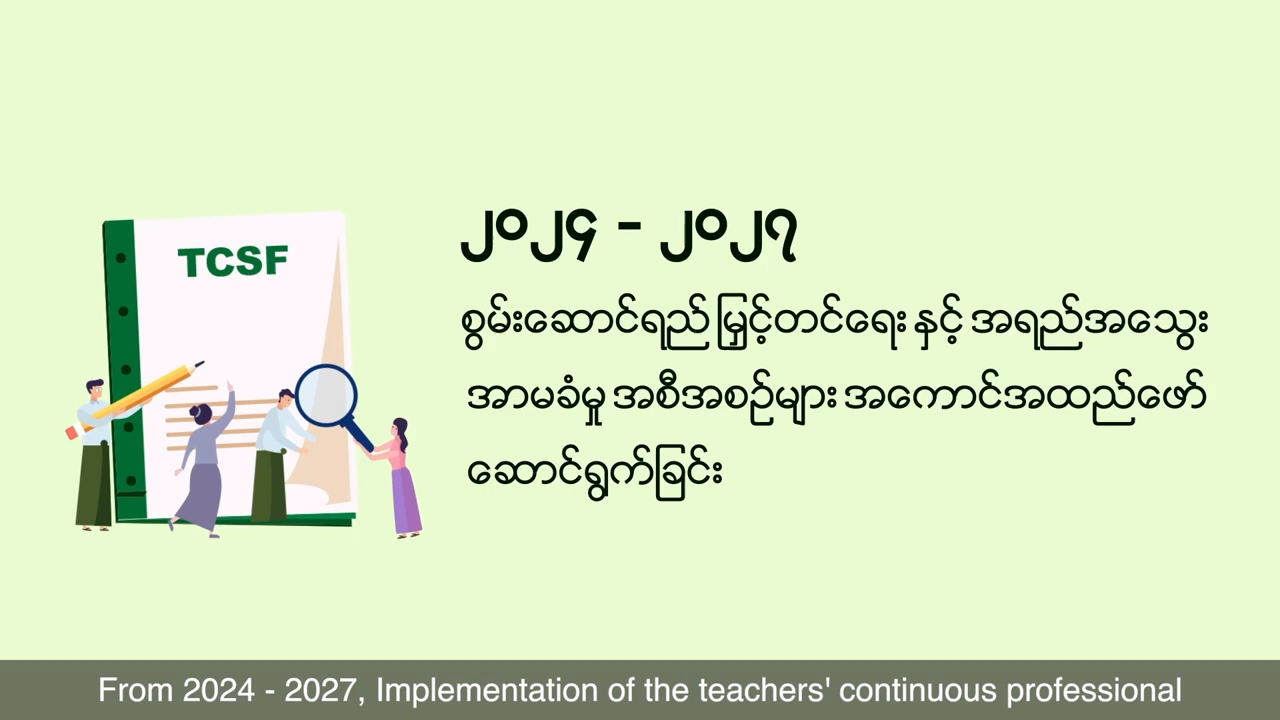 TCSF
၂၀၂၄ - ၂၀၂၇
စွမ်းဆောင်ရည် မြှင့်တင်ရေး နှင့် အရည်အသွေး
အာမခံမှု အစီအစဉ်များ အကောင်အထည်ဖော်
ဆောင်ရွက်ခြင်း
From 2024 - 2027, Implementation of the teachers' continuous professional